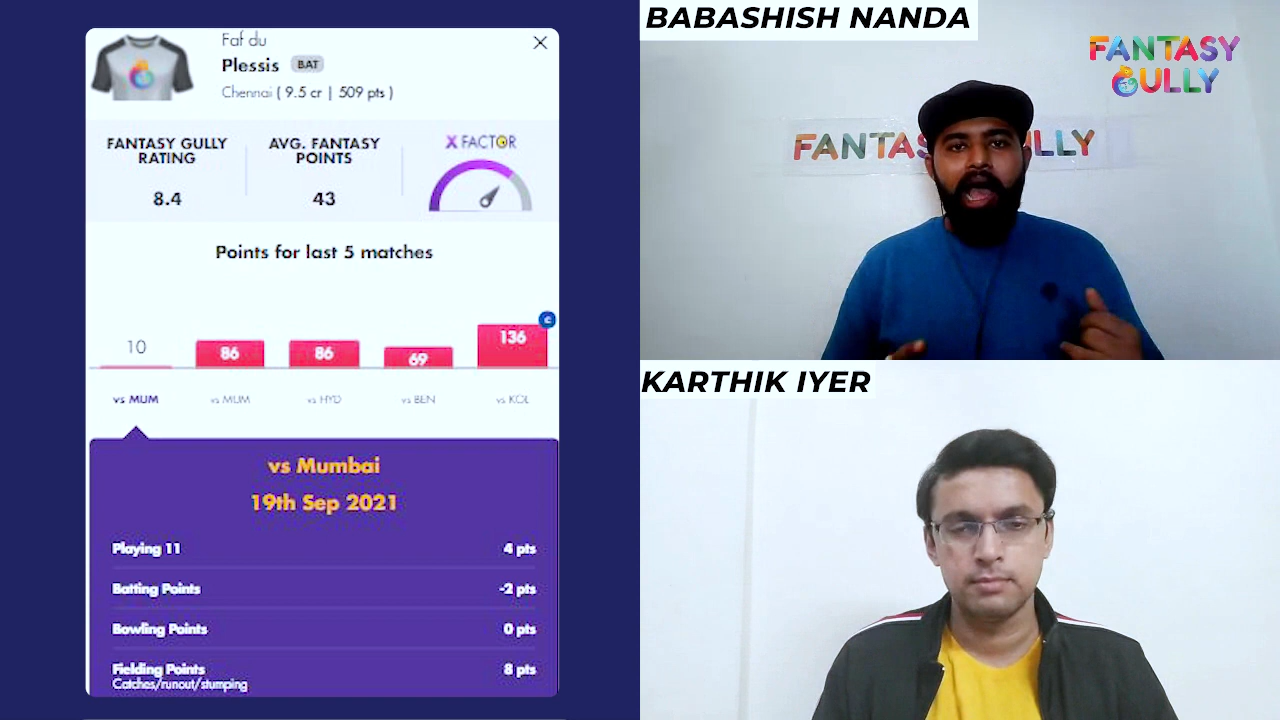 Faf du
Plessis BAT
Chennai ( 9.5 cr | 509 pts )
FANTASY GULLY
RATING
8.4
AVG. FANTASY
POINTS
43
X FACTOR
Points for last 5 matches
10
86
86
69
136
C
vs MUM
vs MUM
vs HYD
vs BEN
vs KOL
vs Mumbai
19th Sep 2021
Playing 11 4 pts
Batting Points -2 pts
Bowling Points 0 pts
Fielding Points 8 pts
Catches/runout/stumping
BABASHISH NANDA
FANTASY
GULLY
KARTHIK IYER